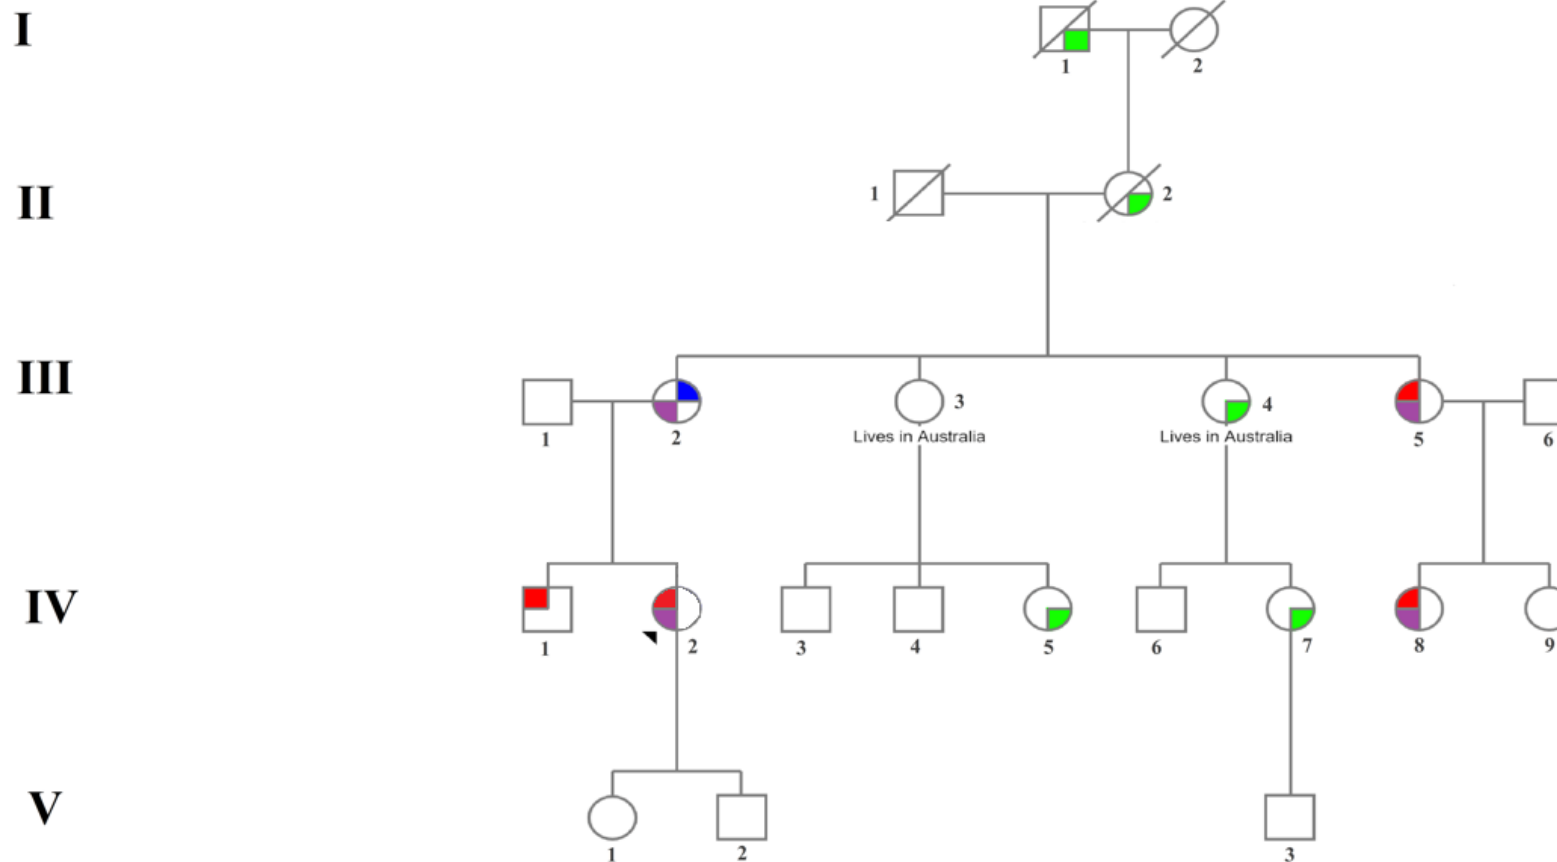 I
1 2
II
1 2
III
1 2 3 4 5 6
Lives in Australia Lives in Australia
IV
1 2 3 4 5 6 7 8 9
V
1 2 3